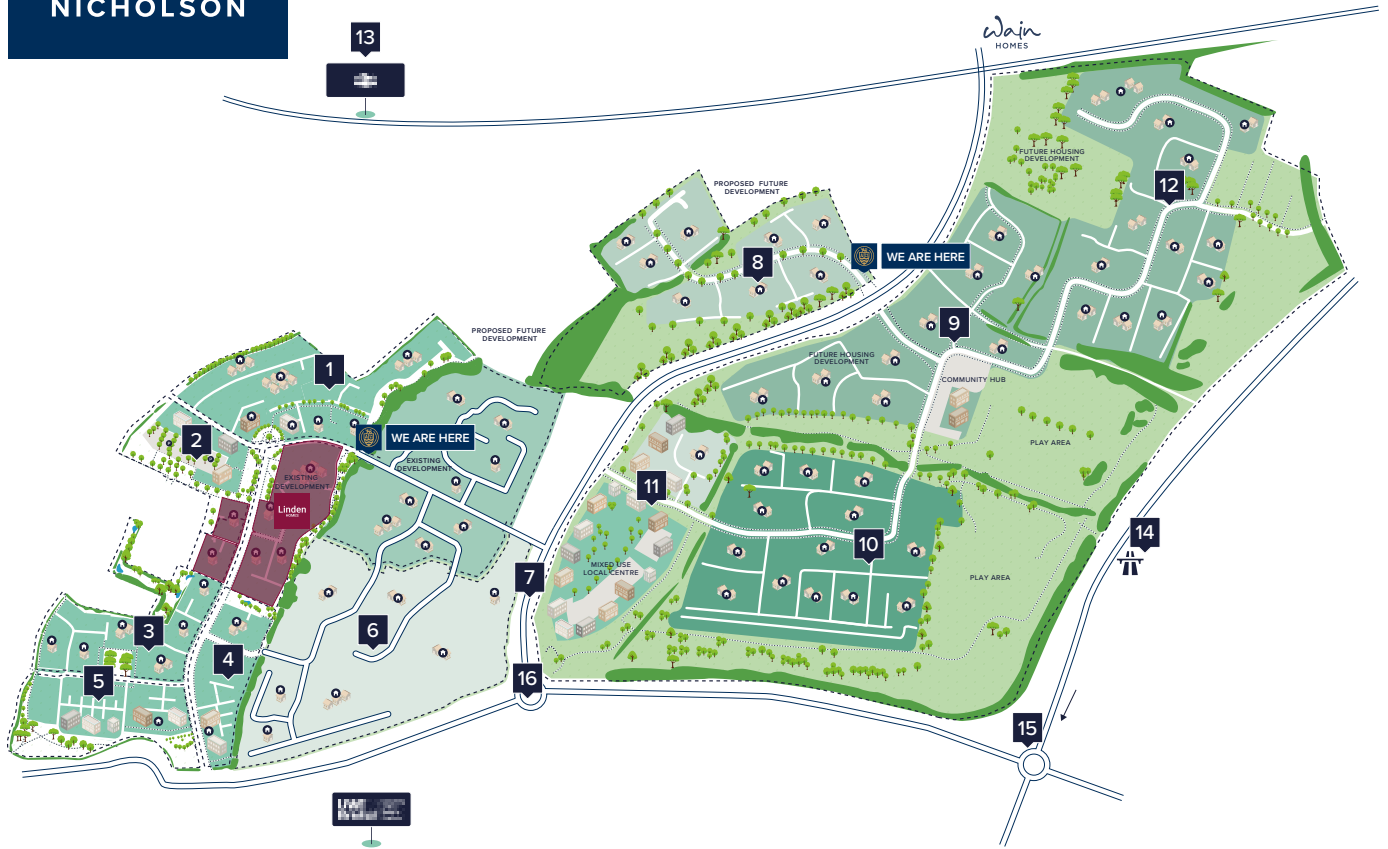 NICHOLSON
13
Wain
HOMES
FUTURE HOUSING
DEVELOPMENT
12
PROPOSED FUTURE
DEVELOPMENT
8
WE ARE HERE
9
PROPOSED FUTURE
DEVELOPMENT
FUTURE HOUSING
DEVELOPMENT
COMMUNITY HUB
1
2
WE ARE HERE
EXISTING
DEVELOPMENT
EXISTING
DEVELOPMENT
Linden
HOMES
PLAY AREA
11
10
14
MIXED USE
LOCAL CENTRE
PLAY AREA
7
3
6
4
5
16
15